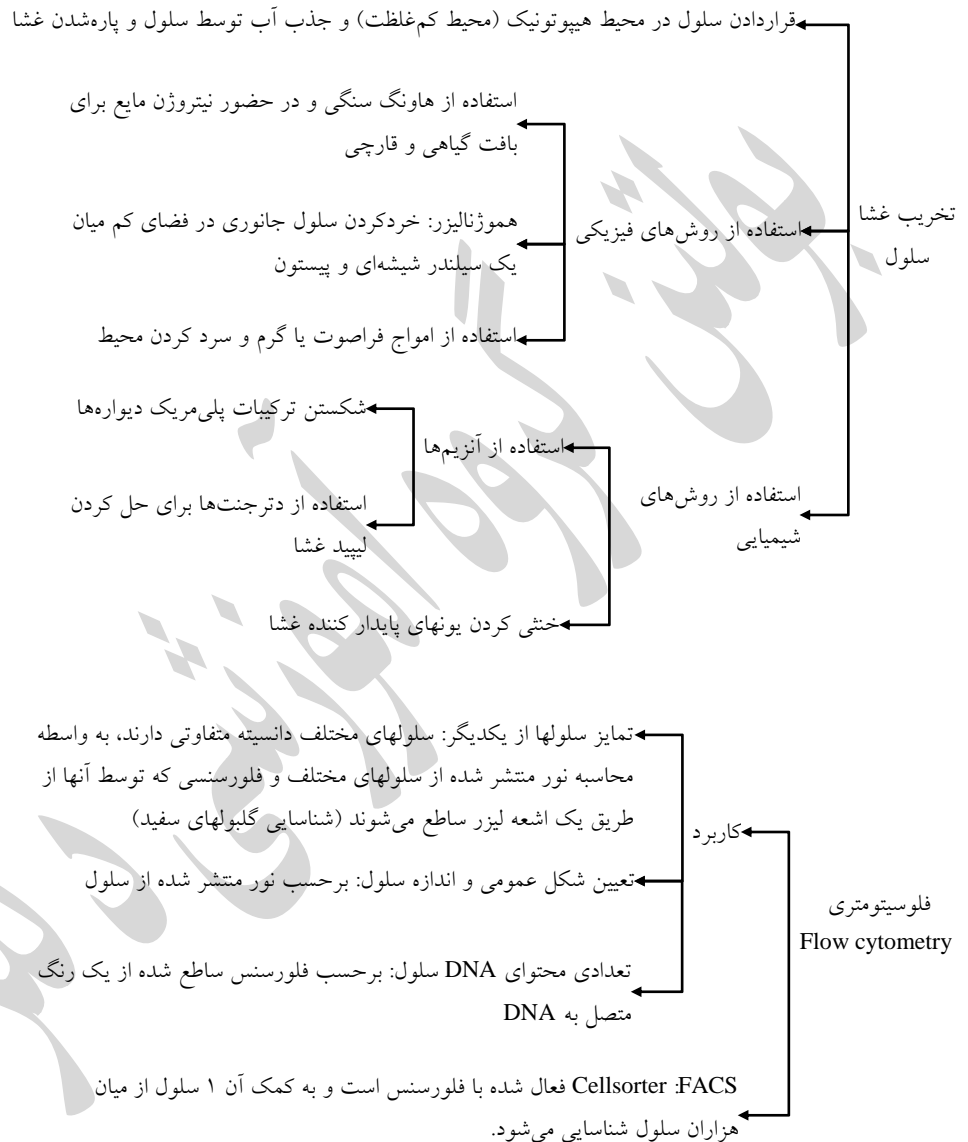 قراردادن سلول در محیط هیپوتونیک (محیط کم‌غلظت) و جذب آب توسط سلول و پاره‌شدن غشا
تخریب غشا
سلول
استفاده از روش‌های فیزیکی
استفاده از هاونگ سنگی و در حضور نیتروژن مایع برای
بافت گیاهی و قارچی
هموژنالیزر: خردکردن سلول جانوری در فضای کم میان
یک سیلندر شیشه‌ای و پیستون
استفاده از امواج فراصوت یا گرم و سرد کردن محیط
استفاده از روش‌های
شیمیایی
استفاده از آنزیم‌ها
شکستن ترکیبات پلی‌مریک دیواره‌ها
استفاده از دترجنت‌ها برای حل کردن
لیپید غشا
خنثی کردن یونهای پایدار کننده غشا
فلوسیتومتری
Flow cytometry
کاربرد
تمایز سلولها از یکدیگر: سلولهای مختلف دانسیته متفاوتی دارند، به واسطه
محاسبه نور منتشر شده از سلولهای مختلف و فلورسنسی که توسط آنها از
طریق یک اشعه لیزر ساطع می‌شوند (شناسایی گلبولهای سفید)
تعیین شکل عمومی و اندازه سلول: برحسب نور منتشر شده از سلول
تعدادی محتوای DNA سلول: برحسب فلورسنس ساطع شده از یک رنگ
متصل به DNA
Cellsorter :FACS فعال شده با فلورسنس است و به کمک آن ۱ سلول از میان
هزاران سلول شناسایی می‌شود.